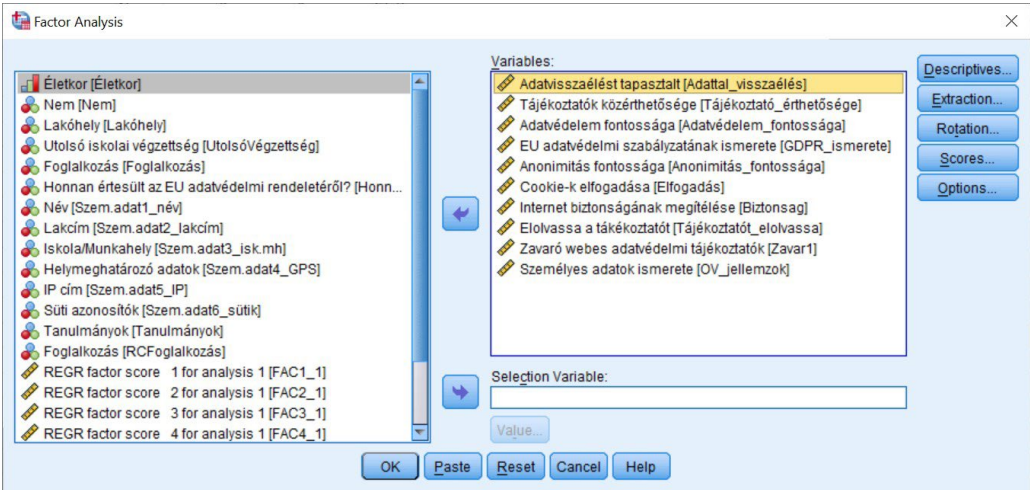 Factor Analysis
Életkor [Életkor]
Nem [Nem]
Lakóhely [Lakóhely]
Utolsó iskolai végzettség [UtolsóVégzettség]
Foglalkozás [Foglalkozás]
Honnan értesült az EU adatvédelmi rendeletéről? [Honn...
Név [Szem.adat1_név]
Lakcím [Szem.adat2_lakcím]
Iskola/Munkahely [Szem.adat3_isk.mh]
Helymeghatározó adatok [Szem.adat4_GPS]
IP cím [Szem.adat5_IP]
Süti azonosítók [Szem.adat6_sütik]
Tanulmányok [Tanulmányok]
Foglalkozás [RCFoglalkozás]
REGR factor score 1 for analysis 1 [FAC1_1]
REGR factor score 2 for analysis 1 [FAC2_1]
REGR factor score 3 for analysis 1 [FAC3_1]
REGR factor score 4 for analysis 1 [FAC4_1]
Variables:
Adatvisszaélést tapasztalt [Adattal_visszaélés]
Tájékoztatók közérthetősége [Tájékoztató_érthetősége]
Adatvédelem fontossága [Adatvédelem_fontossága]
EU adatvédelmi szabályzatának ismerete [GDPR_ismerete]
Anonimitás fontossága [Anonimitás_fontossága]
Cookie-k elfogadása [Elfogadás]
Internet biztonságának megítélése [Biztonsag]
Elolvassa a tákékoztatót [Tájékoztatót_elolvassa]
Zavaró webes adatvédelmi tájékoztatók [Zavar1]
Személyes adatok ismerete [OV_jellemzok]
Selection Variable:
Value...
Descriptives...
Extraction...
Rotation...
Scores...
Options...
OK Paste Reset Cancel Help